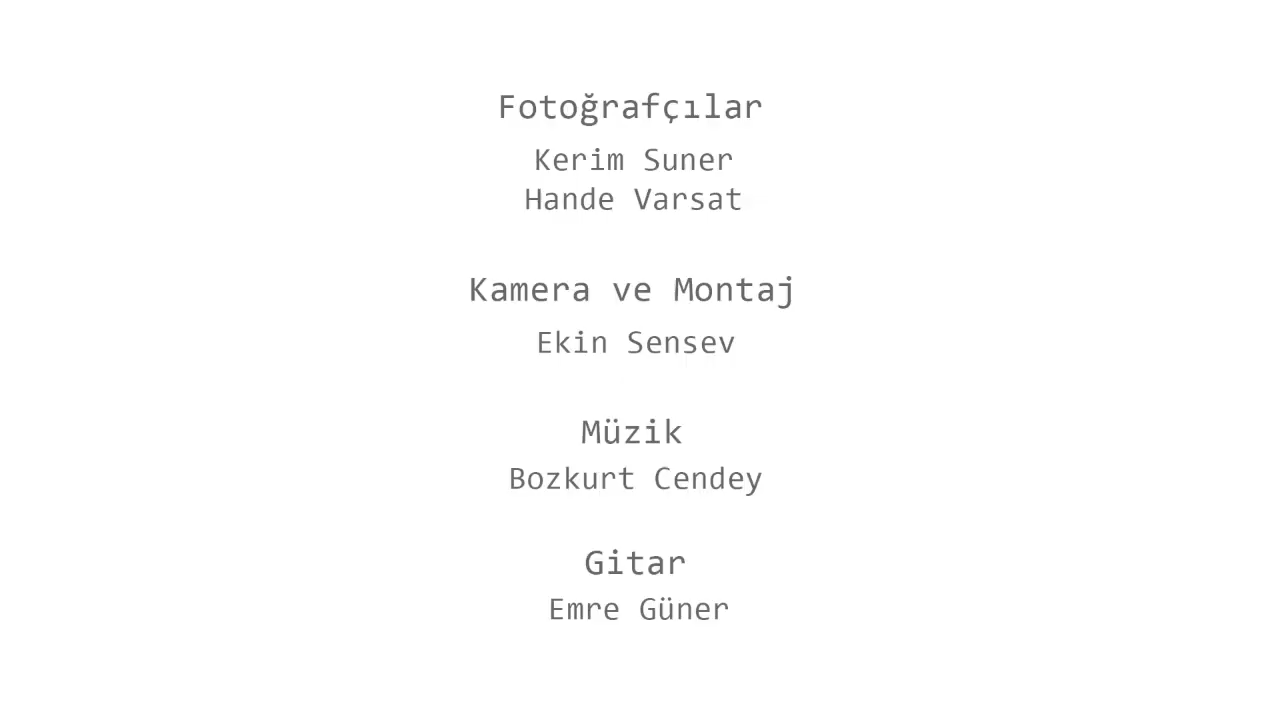 Fotoğrafçılar
Kerim Suner
Hande Varsat
Kamera ve Montaj
Ekin Sensev
Müzik
Bozkurt Cendey
Gitar
Emre Güner